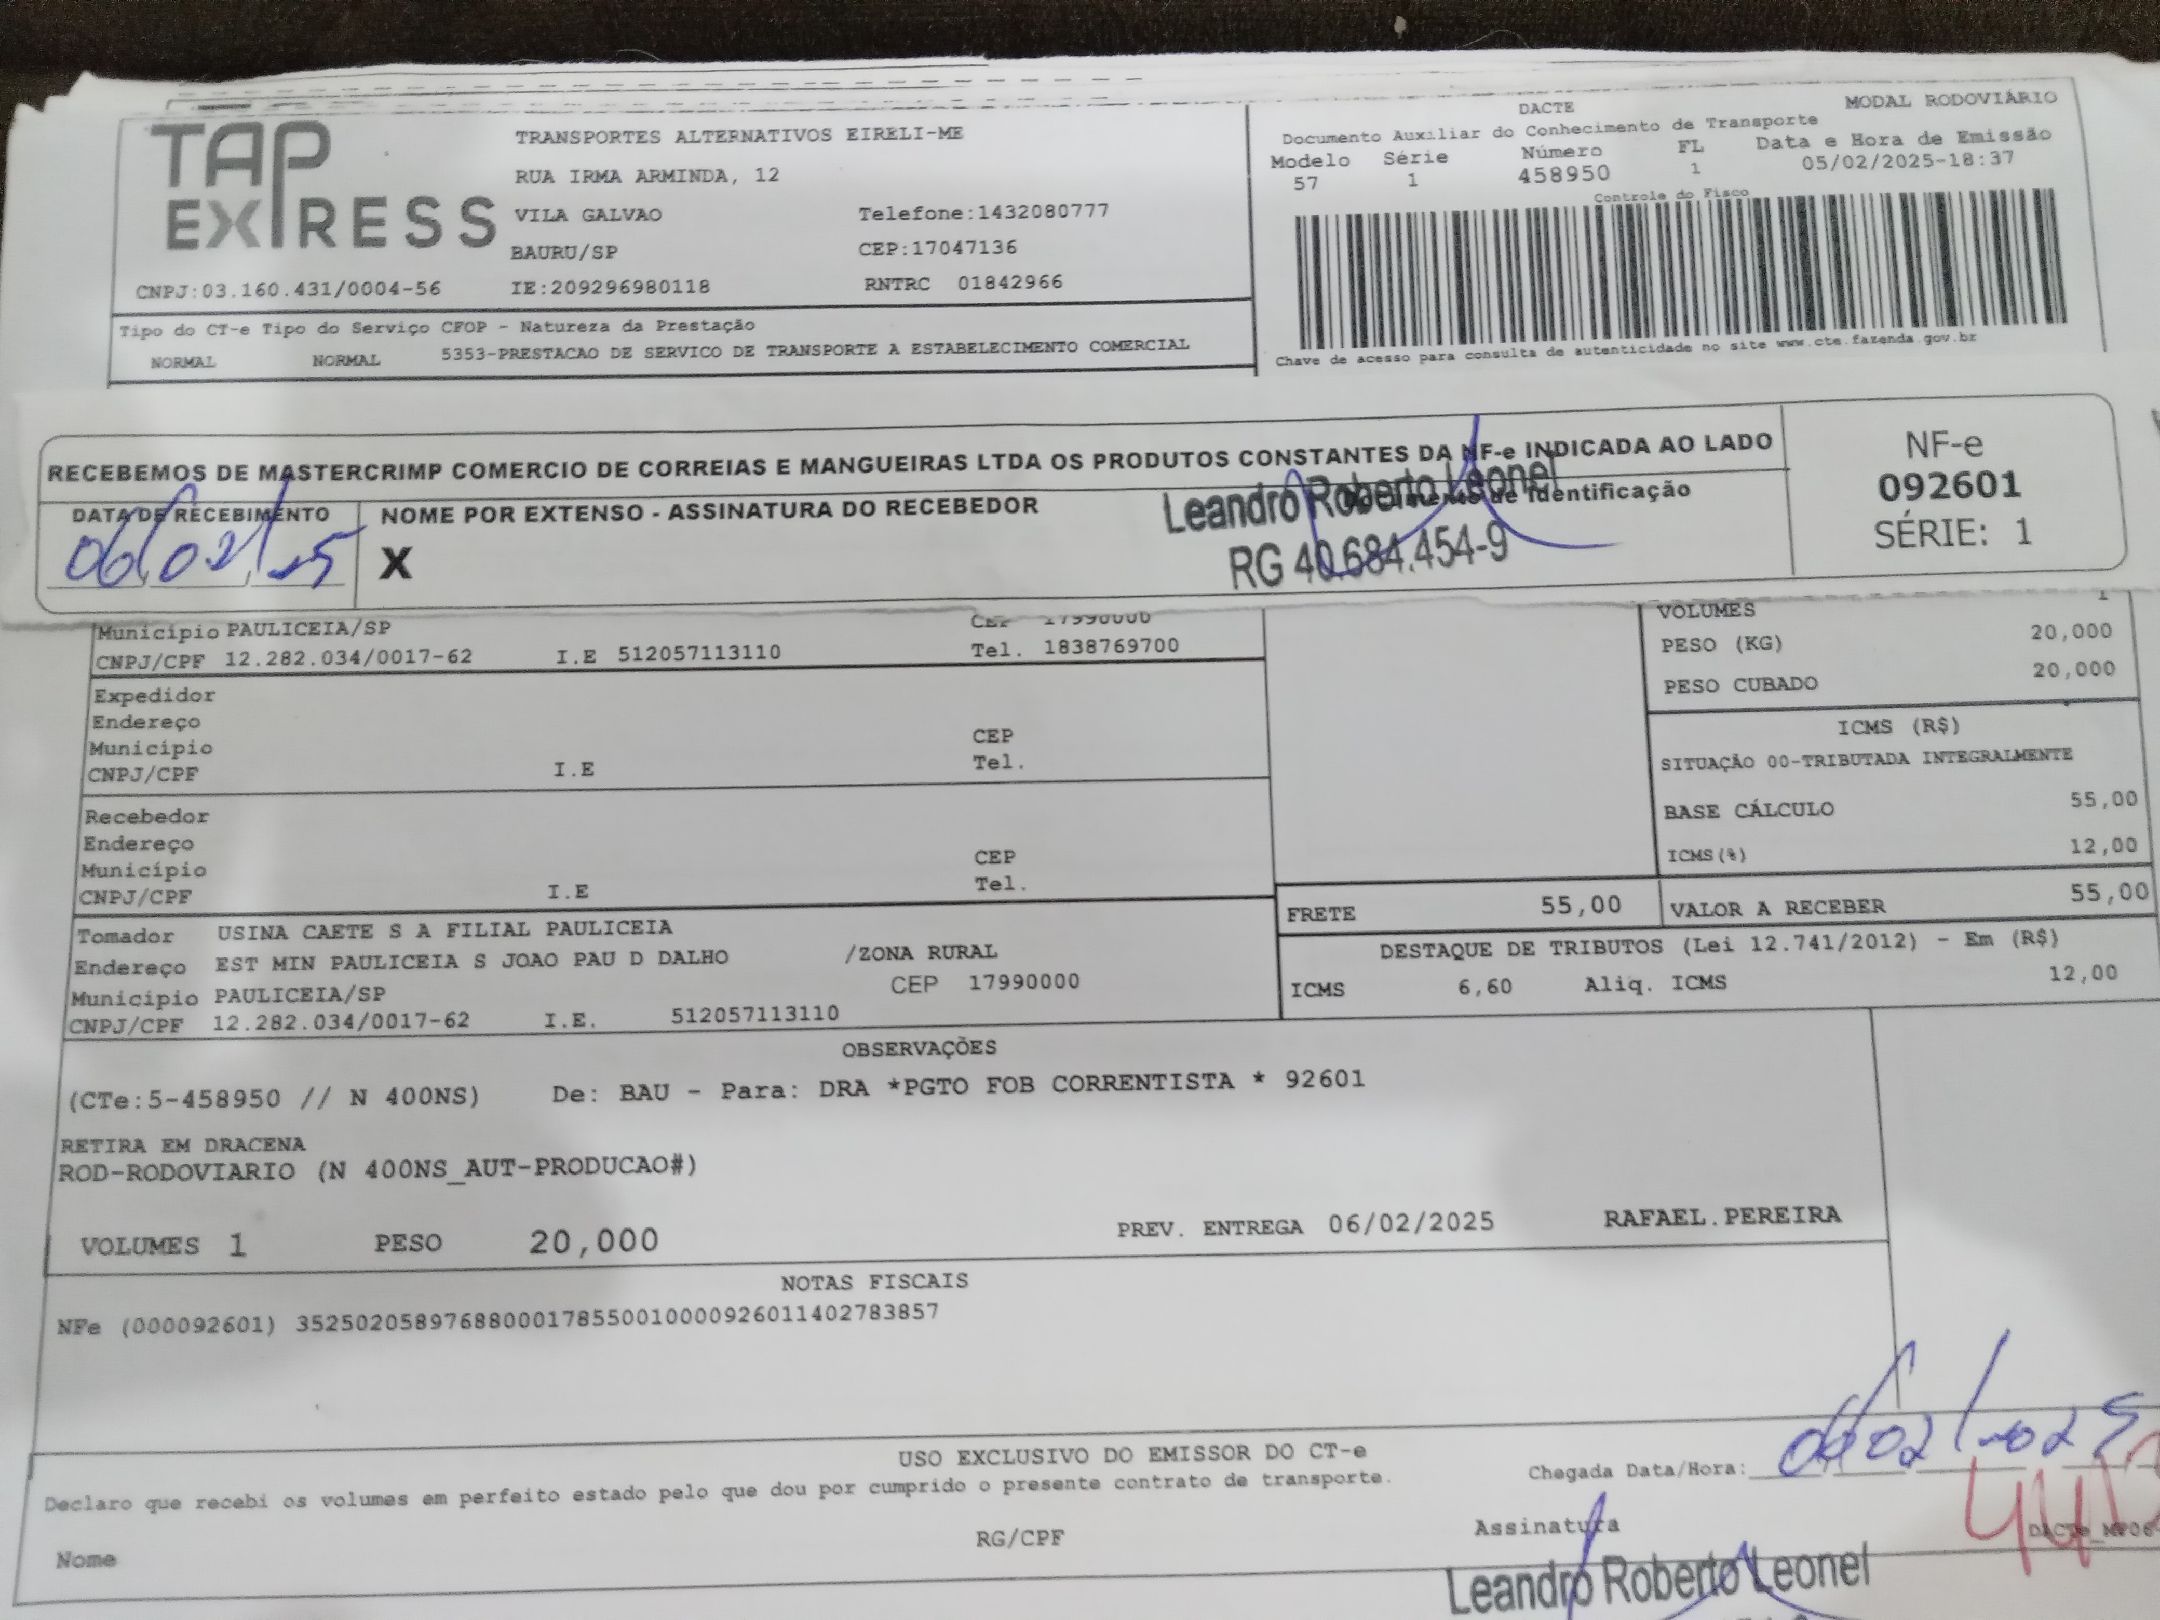 TAP EXPRESS
TRANSPORTES ALTERNATIVOS EIRELI-ME
RUA IRMA ARMINDA, 12
VILA GALVAO Telefone:1432080777
BAURU/SP CEP:17047136
CNPJ:03.160.431/0004-56 IE:209296980118 RNTRC 01842966
Tipo do CT-e Tipo do Serviço CFOP - Natureza da Prestação
NORMAL NORMAL 5353-PRESTACAO DE SERVICO DE TRANSPORTE A ESTABELECIMENTO COMERCIAL
DACTE MODAL RODOVIÁRIO
Documento Auxiliar do Conhecimento de Transporte
Modelo Série Número FL Data e Hora de Emissão
57 1 458950 1 05/02/2025-18:37
Controle do Fisco
Chave de acesso para consulta de autenticidade no site www.cte.fazenda.gov.br
RECEBEMOS DE MASTERCRIMP COMERCIO DE CORREIAS E MANGUEIRAS LTDA OS PRODUTOS CONSTANTES DA NF-e INDICADA AO LADO
DATA DE RECEBIMENTO NOME POR EXTENSO - ASSINATURA DO RECEBEDOR Documento de Identificação
06/02/25 X
Leandro Roberto Leonel
RG 40.684.454-9
NF-e
092601
SÉRIE: 1
Município PAULICEIA/SP CEP 17990000
CNPJ/CPF 12.282.034/0017-62 I.E 512057113110 Tel. 1838769700
Expedidor
Endereço
Município CEP
CNPJ/CPF I.E Tel.
Recebedor
Endereço
Município CEP
CNPJ/CPF I.E Tel.
Tomador USINA CAETE S A FILIAL PAULICEIA
Endereço EST MIN PAULICEIA S JOAO PAU D DALHO /ZONA RURAL
Município PAULICEIA/SP CEP 17990000
CNPJ/CPF 12.282.034/0017-62 I.E. 512057113110
VOLUMES 1
PESO (KG) 20,000
PESO CUBADO 20,000
ICMS (R$)
SITUAÇÃO 00-TRIBUTADA INTEGRALMENTE
BASE CÁLCULO 55,00
ICMS(%) 12,00
FRETE 55,00 VALOR A RECEBER 55,00
DESTAQUE DE TRIBUTOS (Lei 12.741/2012) - Em (R$)
ICMS 6,60 Aliq. ICMS 12,00
OBSERVAÇÕES
(CTe:5-458950 // N 400NS) De: BAU - Para: DRA *PGTO FOB CORRENTISTA * 92601
RETIRA EM DRACENA
ROD-RODOVIARIO (N 400NS_AUT-PRODUCAO#)
VOLUMES 1 PESO 20,000 PREV. ENTREGA 06/02/2025 RAFAEL.PEREIRA
NOTAS FISCAIS
NFe (000092601) 35250205897688000178550010000926011402783857
USO EXCLUSIVO DO EMISSOR DO CT-e
Declaro que recebi os volumes em perfeito estado pelo que dou por cumprido o presente contrato de transporte.
Chegada Data/Hora: 06/02/2025
Nome RG/CPF Assinatura
Leandro Roberto Leonel